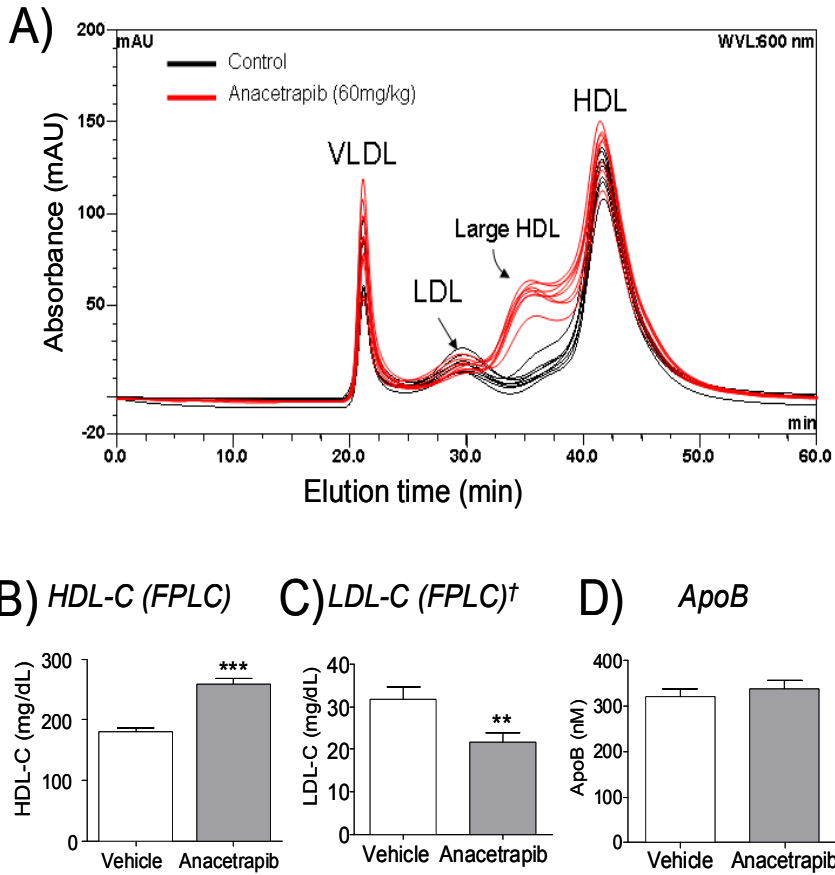 A)
200
mAU
WVL:600 nm
Control
Anacetrapib (60mg/kg)
HDL
150
VLDL
100
Large HDL
LDL
50
-20
min
0.0 10.0 20.0 30.0 40.0 50.0 60.0
Absorbance (mAU)
Elution time (min)
B) HDL-C (FPLC)
300
200
100
0
HDL-C (mg/dL)
***
Vehicle Anacetrapib
C) LDL-C (FPLC)†
40
30
20
10
0
LDL-C (mg/dL)
**
Vehicle Anacetrapib
D) ApoB
400
300
200
100
0
ApoB (nM)
Vehicle Anacetrapib